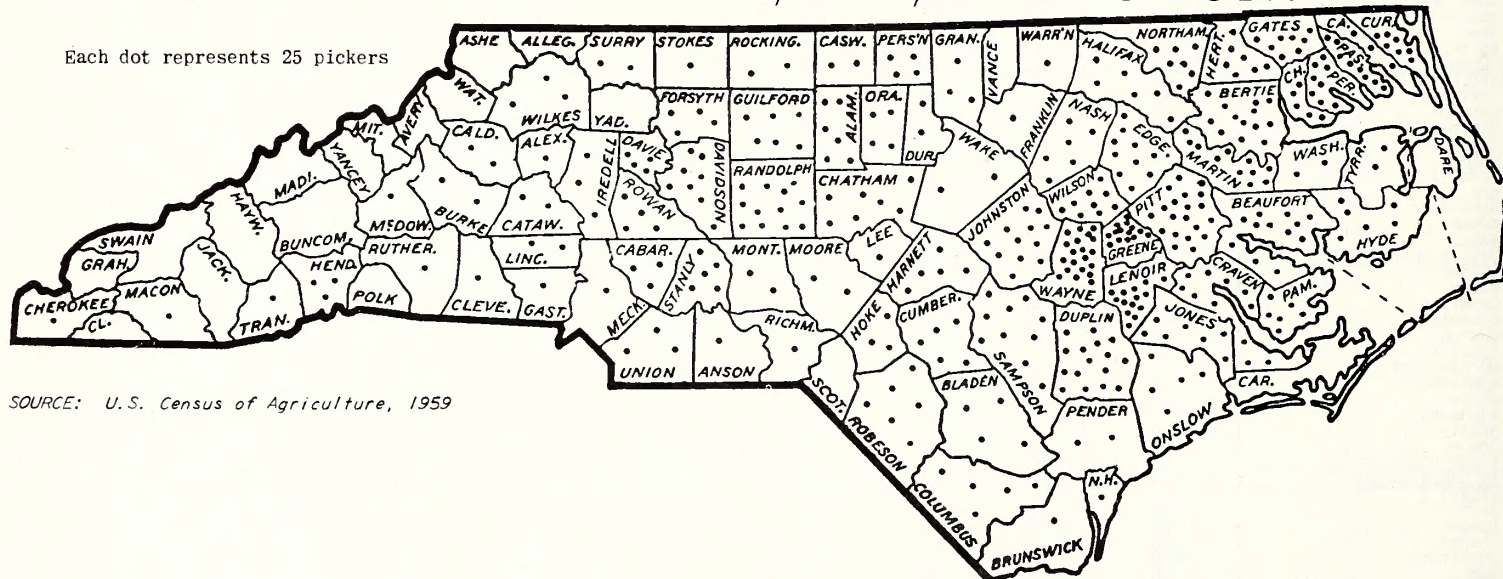 Each dot represents 25 pickers
ASHE
ALLEG.
SURRY
STOKES
ROCKING.
CASW.
PERS'N
GRAN.
VANCE
WARR'N
HALIFAX
NORTHAM.
HERT.
GATES
CA.
CUR.
PAS.
PER.
CH.
WAT.
WILKES
YAD.
FORSYTH
GUILFORD
ALAM.
ORA.
DUR.
FRANKLIN
NASH
EDGE.
BERTIE
MIT.
AVERY
CALD.
ALEX.
IREDELL
DAVIE
DAVIDSON
RANDOLPH
CHATHAM
WAKE
WILSON
MARTIN
WASH.
TYRR.
DARE
MADI.
YANCEY
McDOW.
BURKE
CATAW.
ROWAN
JOHNSTON
PITT
BEAUFORT
HYDE
SWAIN
HAYW.
BUNCOM.
RUTHER.
LINC.
CABAR.
STANLY
MONT.
MOORE
LEE
HARNETT
WAYNE
GREENE
LENOIR
CRAVEN
PAM.
GRAH.
JACK.
HEND.
CHEROKEE
MACON
CL.
TRAN.
POLK
CLEVE.
GAST.
MECK.
UNION
ANSON
RICHM.
HOKE
CUMBER.
SAMPSON
DUPLIN
JONES
CAR.
SCOT.
ROBESON
BLADEN
PENDER
ONSLOW
COLUMBUS
BRUNSWICK
N.H.
SOURCE: U.S. Census of Agriculture, 1959